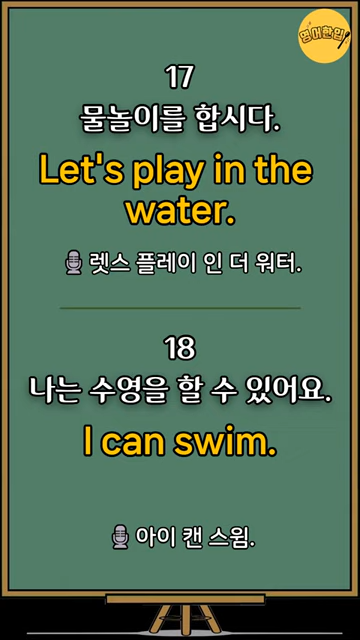 영어한입
17
물놀이를 합시다.
Let's play in the
water.
렛스 플레이 인 더 워터.
18
나는 수영을 할 수 있어요.
I can swim.
아이 캔 스윔.